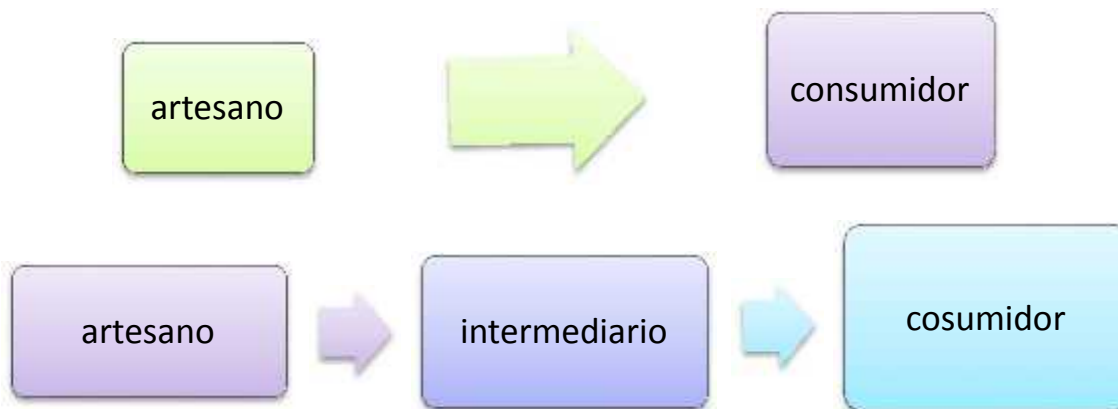 artesano
consumidor
artesano
intermediario
cosumidor